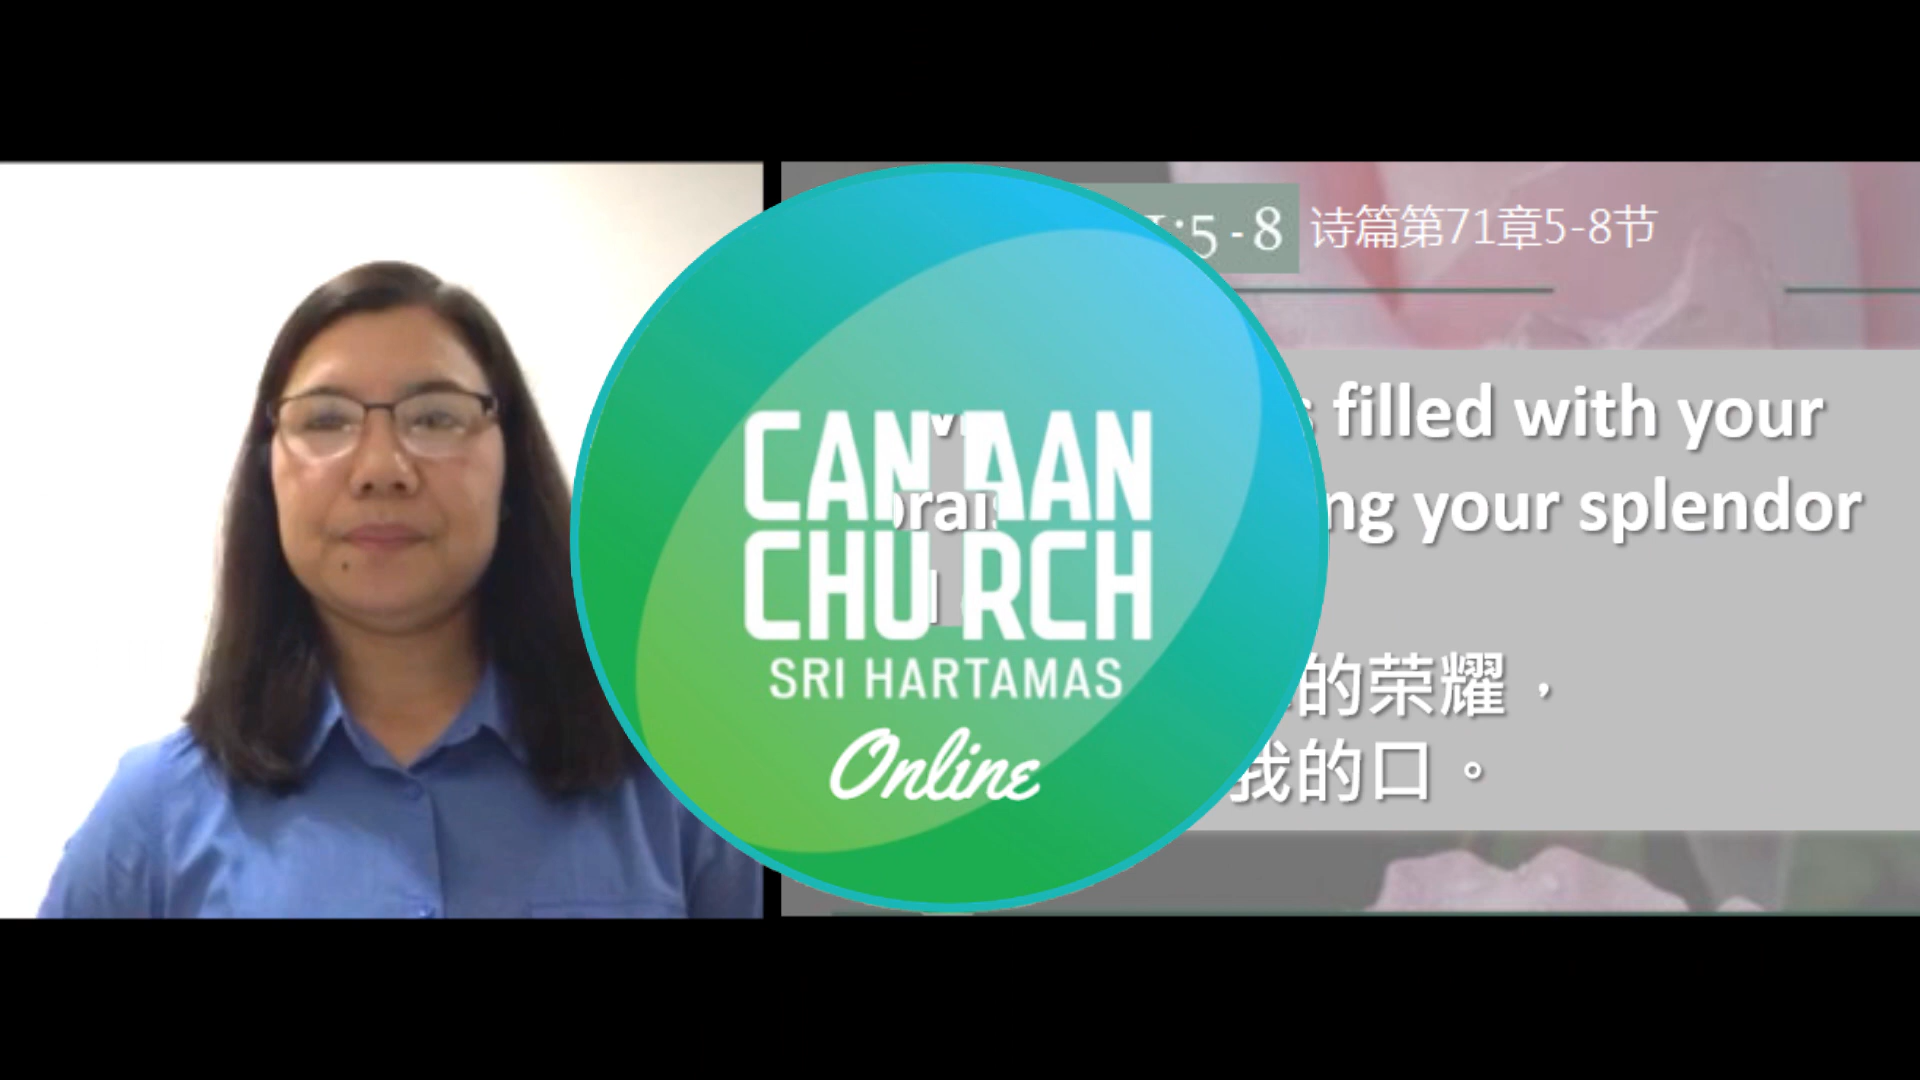 :5-8 诗篇第71章5-8节
filled with your
your splendor
的荣耀，
我的口。
CANAAN
CHURCH
SRI HARTAMAS
Online